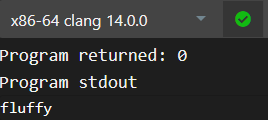 x86-64 clang 14.0.0
Program returned: 0
Program stdout
fluffy